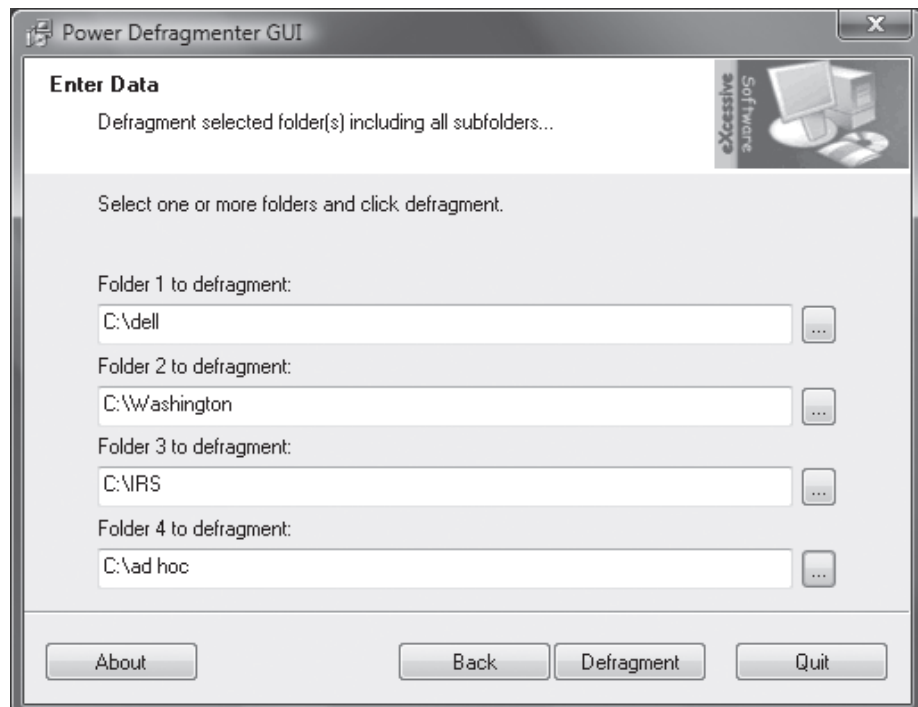 Power Defragmenter GUI
X
Enter Data
Defragment selected folder(s) including all subfolders...
eXcessive
Software
Select one or more folders and click defragment.
Folder 1 to defragment:
C:\dell
...
Folder 2 to defragment:
C:\Washington
...
Folder 3 to defragment:
C:\IRS
...
Folder 4 to defragment:
C:\ad hoc
...
About
Back
Defragment
Quit